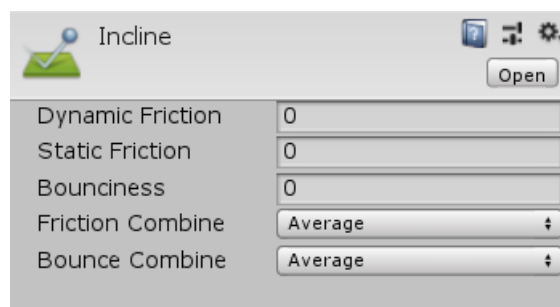 Incline
Open
Dynamic Friction 0
Static Friction 0
Bounciness 0
Friction Combine Average
Bounce Combine Average